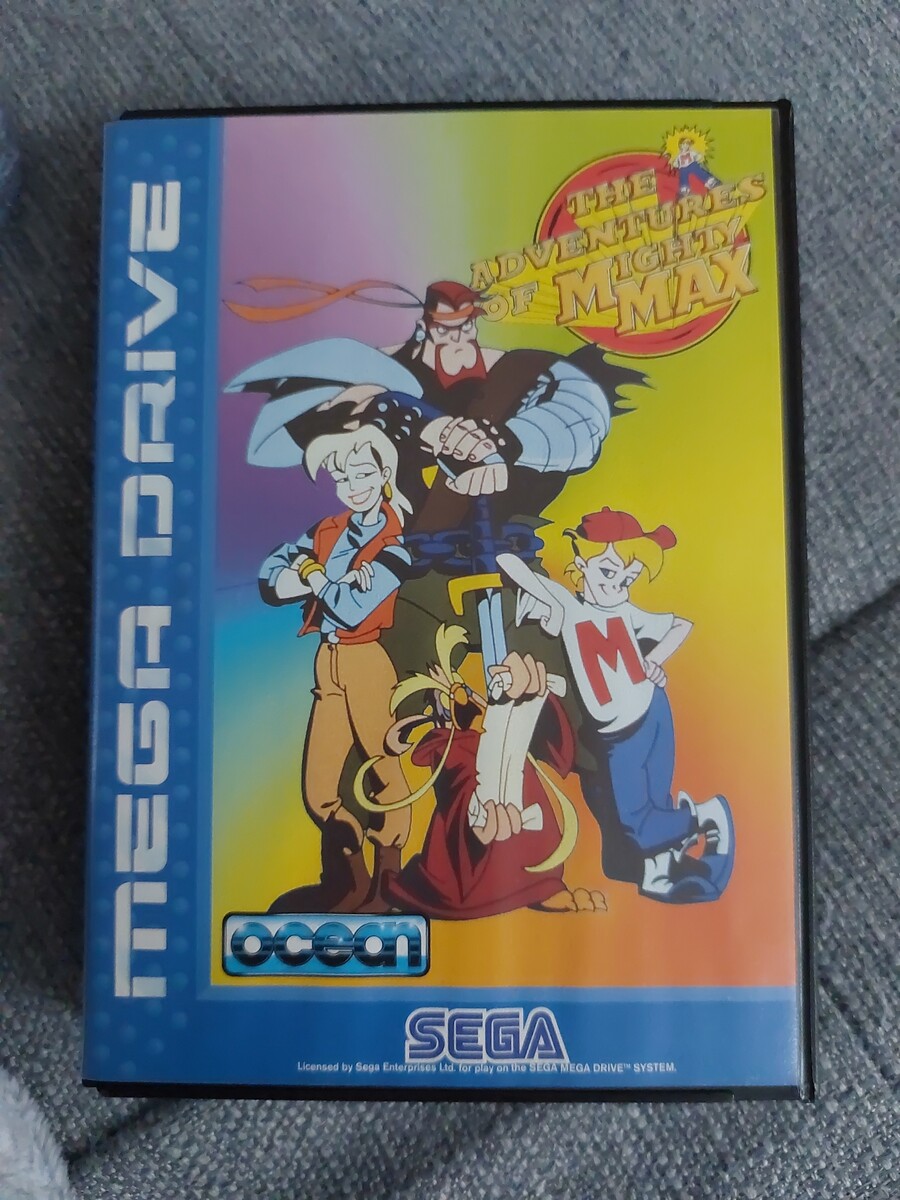 MEGA DRIVE
THE
ADVENTURES
OF MIGHTY
MAX
M
ocean
SEGA
Licensed by Sega Enterprises Ltd. for play on the SEGA MEGA DRIVE™ SYSTEM.